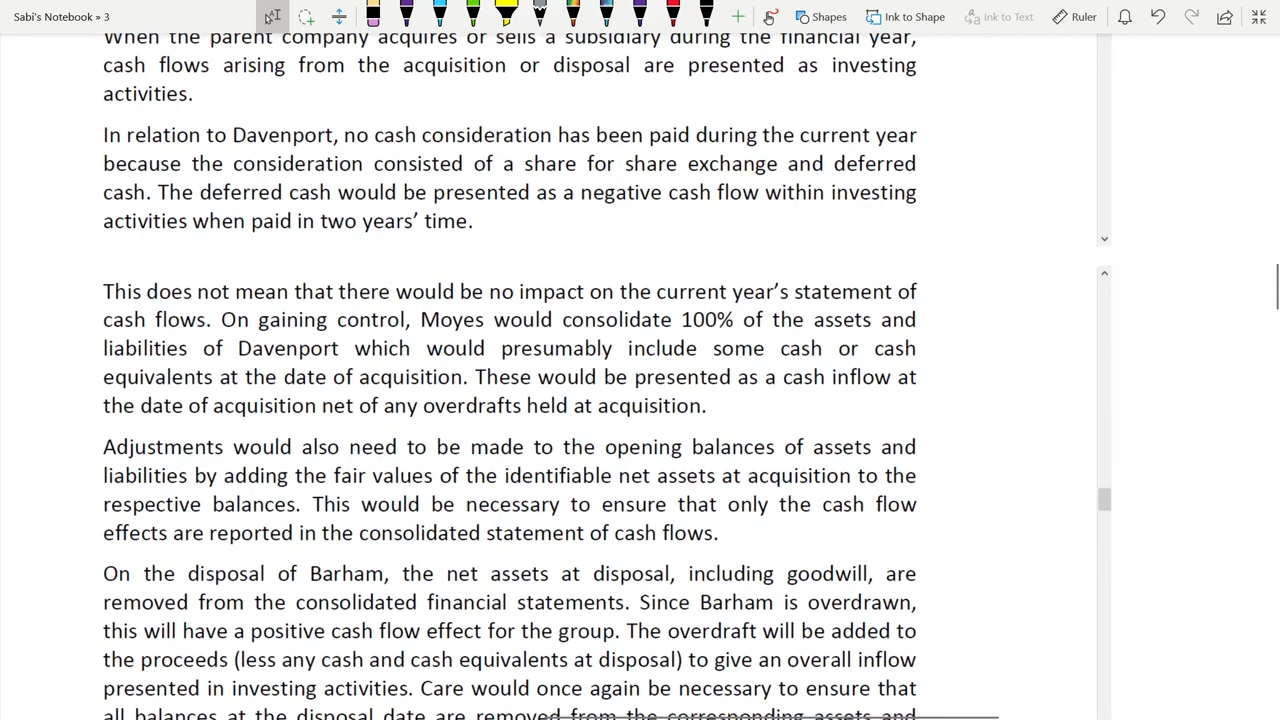 Sabi's Notebook » 3
Shapes
Ink to Shape
Ink to Text
Ruler
When the parent company acquires or sells a subsidiary during the financial year,
cash flows arising from the acquisition or disposal are presented as investing
activities.
In relation to Davenport, no cash consideration has been paid during the current year
because the consideration consisted of a share for share exchange and deferred
cash. The deferred cash would be presented as a negative cash flow within investing
activities when paid in two years’ time.
This does not mean that there would be no impact on the current year’s statement of
cash flows. On gaining control, Moyes would consolidate 100% of the assets and
liabilities of Davenport which would presumably include some cash or cash
equivalents at the date of acquisition. These would be presented as a cash inflow at
the date of acquisition net of any overdrafts held at acquisition.
Adjustments would also need to be made to the opening balances of assets and
liabilities by adding the fair values of the identifiable net assets at acquisition to the
respective balances. This would be necessary to ensure that only the cash flow
effects are reported in the consolidated statement of cash flows.
On the disposal of Barham, the net assets at disposal, including goodwill, are
removed from the consolidated financial statements. Since Barham is overdrawn,
this will have a positive cash flow effect for the group. The overdraft will be added to
the proceeds (less any cash and cash equivalents at disposal) to give an overall inflow
presented in investing activities. Care would once again be necessary to ensure that
all balances at the disposal date are removed from the corresponding assets and